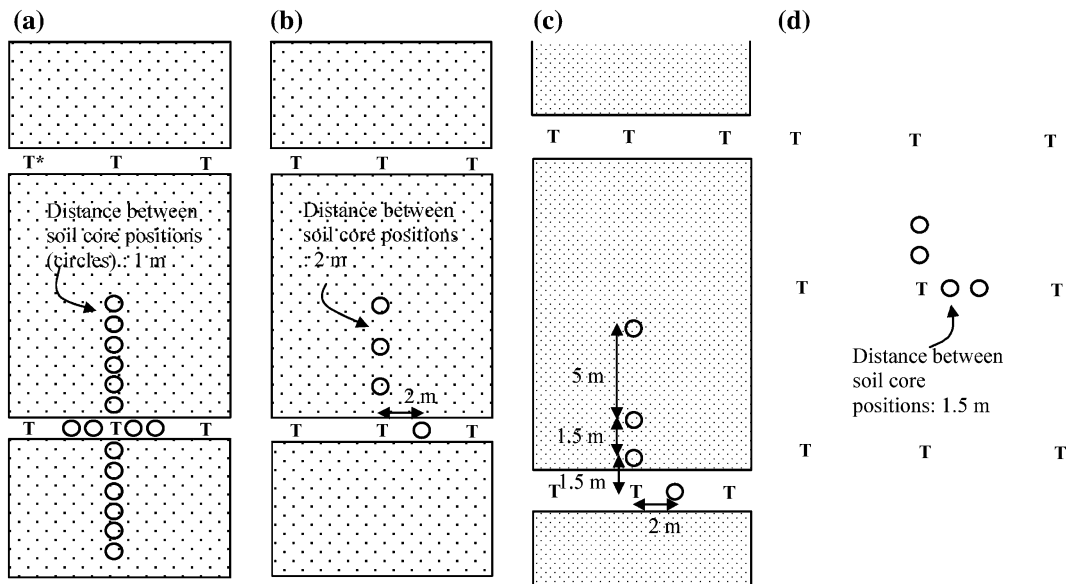 (a)
(b)
(c)
(d)
T* T T
T T T
T T T
T T T
Distance between
soil core positions
(circles) : 1 m
Distance between
soil core positions
: 2 m
5 m
1.5 m
1.5 m
2 m
2 m
T T T
T T T
T T T
T T T
Distance between
soil core
positions: 1.5 m
T T T